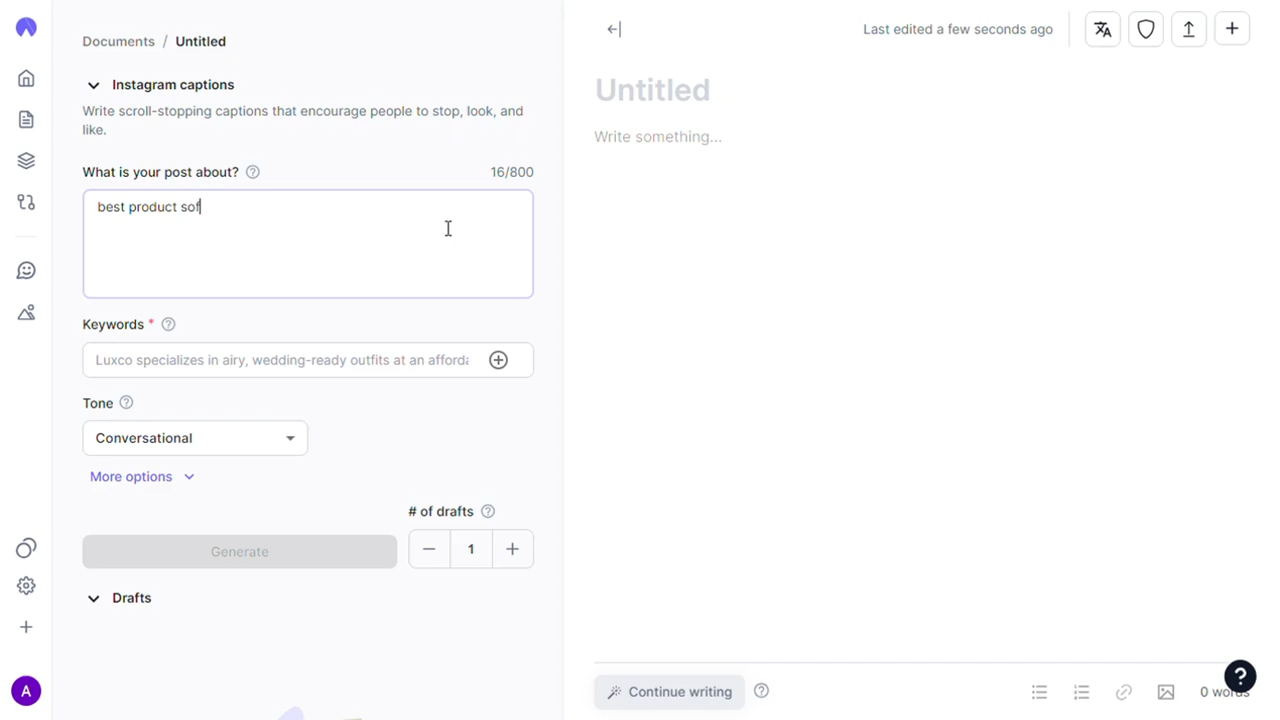 Documents / Untitled
Instagram captions
Write scroll-stopping captions that encourage people to stop, look, and
like.
What is your post about?
16/800
best product sof
Keywords *
Luxco specializes in airy, wedding-ready outfits at an afforda
Tone
Conversational
More options
# of drafts
Generate
1
Drafts
A
Last edited a few seconds ago
Untitled
Write something...
Continue writing
0 words